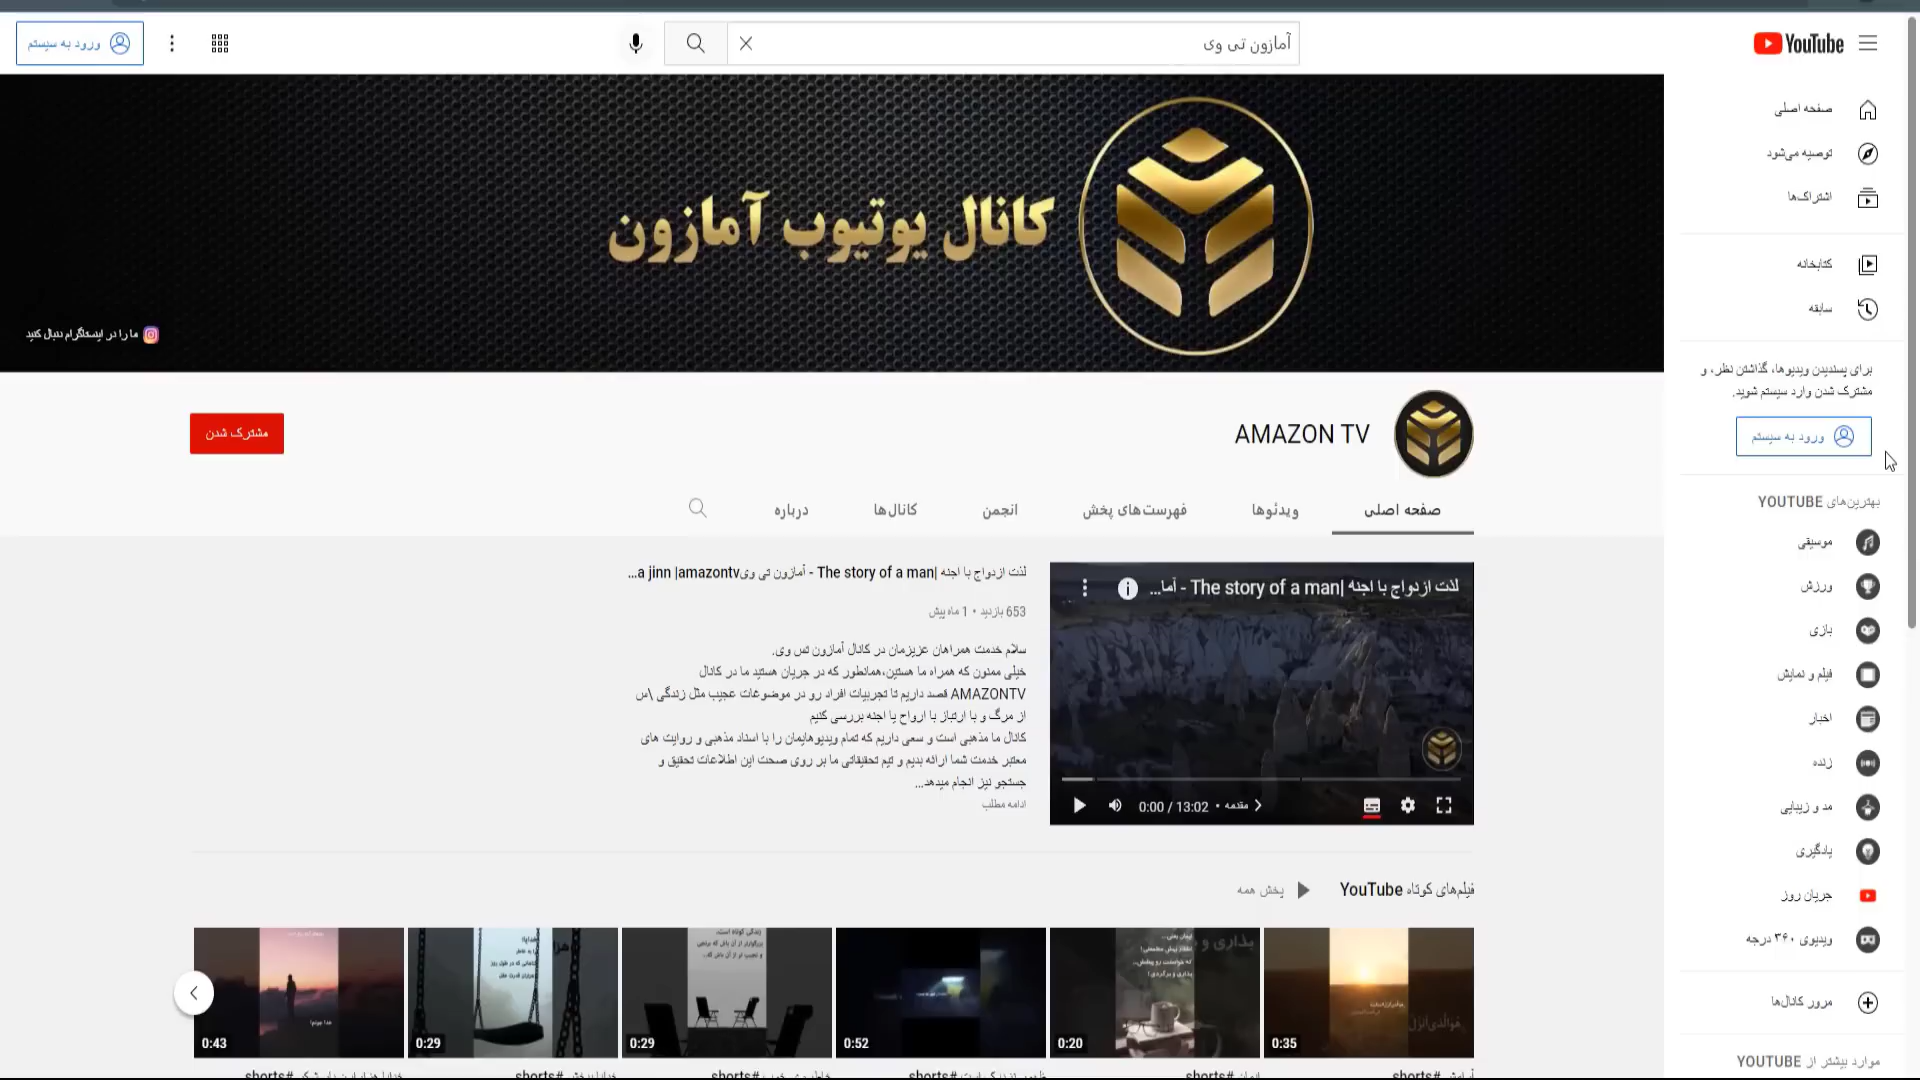 YouTube
آمازون تی وی
ورود به سیستم
کانال یوتیوب آمازون
ما را در اینستاگرام دنبال کنید
AMAZON TV
مشترک شدن
صفحه اصلی
ویدئوها
فهرست‌های پخش
انجمن
کانال‌ها
درباره
لذت ازدواج با اجنه |The story of a man - آما...
0:00 / 13:02 • مقدمه
لذت ازدواج با اجنه |The story of a man - آمازون تی ویa jinn |amazontv...
653 بازدید • 1 ماه پیش
سلام خدمت همراهان عزیزمان در کانال آمازون تس وی.
خیلی ممنون که همراه ما هستین،همانطور که در جریان هستید ما در کانال
AMAZONTV قصد داریم تا تجربیات افراد رو در موضوعات عجیب مثل زندگی \س
از مرگ و با ارتباز با ارواح یا اجنه بررسی کنیم
کانال ما مذهبی است و سعی داریم که تمام ویدیوهایمان را با اسناد مذهبی و روایت های
معتبر خدمت شما ارائه بدیم و تیم تحقیقاتی ما بر روی صحت این اطلاعات تحقیق و
جستجو نیز انجام میدهد...
ادامه مطلب
فیلم‌های کوتاه YouTube
پخش همه
0:35
0:20
0:52
0:29
0:29
0:43
صفحه اصلی
توصیه می‌شود
اشتراک‌ها
کتابخانه
سابقه
برای پسندیدن ویدیوها، گذاشتن نظر، و
مشترک شدن وارد سیستم شوید.
ورود به سیستم
بهترین‌های YOUTUBE
موسیقی
ورزش
بازی
فیلم و نمایش
اخبار
زنده
مد و زیبایی
یادگیری
جریان روز
ویدیوی ۳۶۰ درجه
مرور کانال‌ها
موارد بیشتر از YOUTUBE